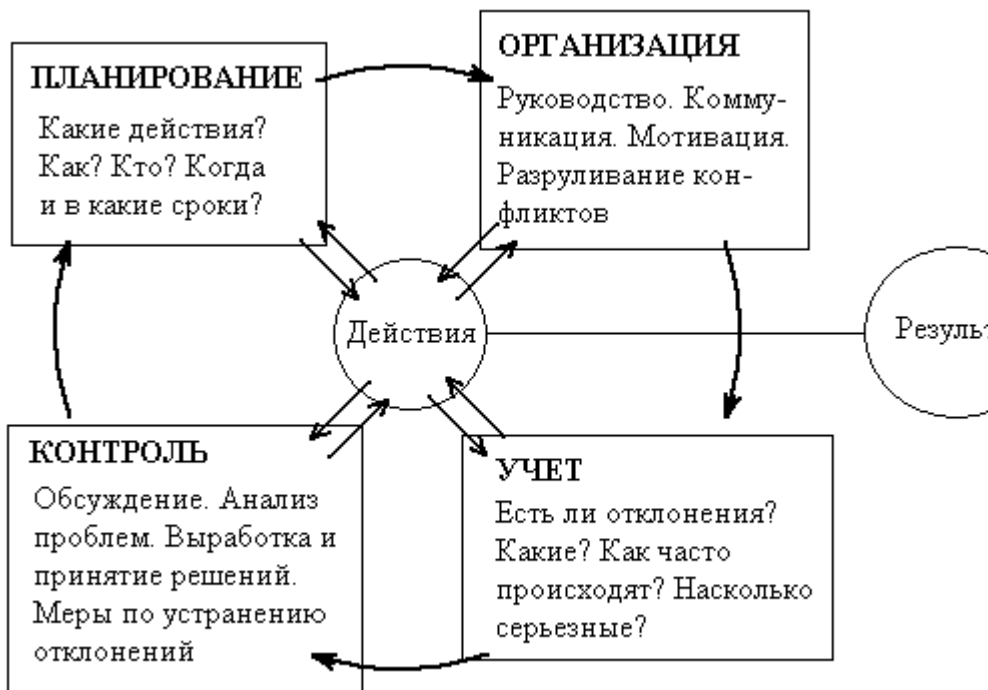 ПЛАНИРОВАНИЕ
Какие действия?
Как? Кто? Когда
и в какие сроки?
ОРГАНИЗАЦИЯ
Руководство. Комму-
никация. Мотивация.
Разруливание кон-
фликтов
Действия
Результ
КОНТРОЛЬ
Обсуждение. Анализ
проблем. Выработка и
принятие решений.
Меры по устранению
отклонений
УЧЕТ
Есть ли отклонения?
Какие? Как часто
происходят? Насколько
серьезные?